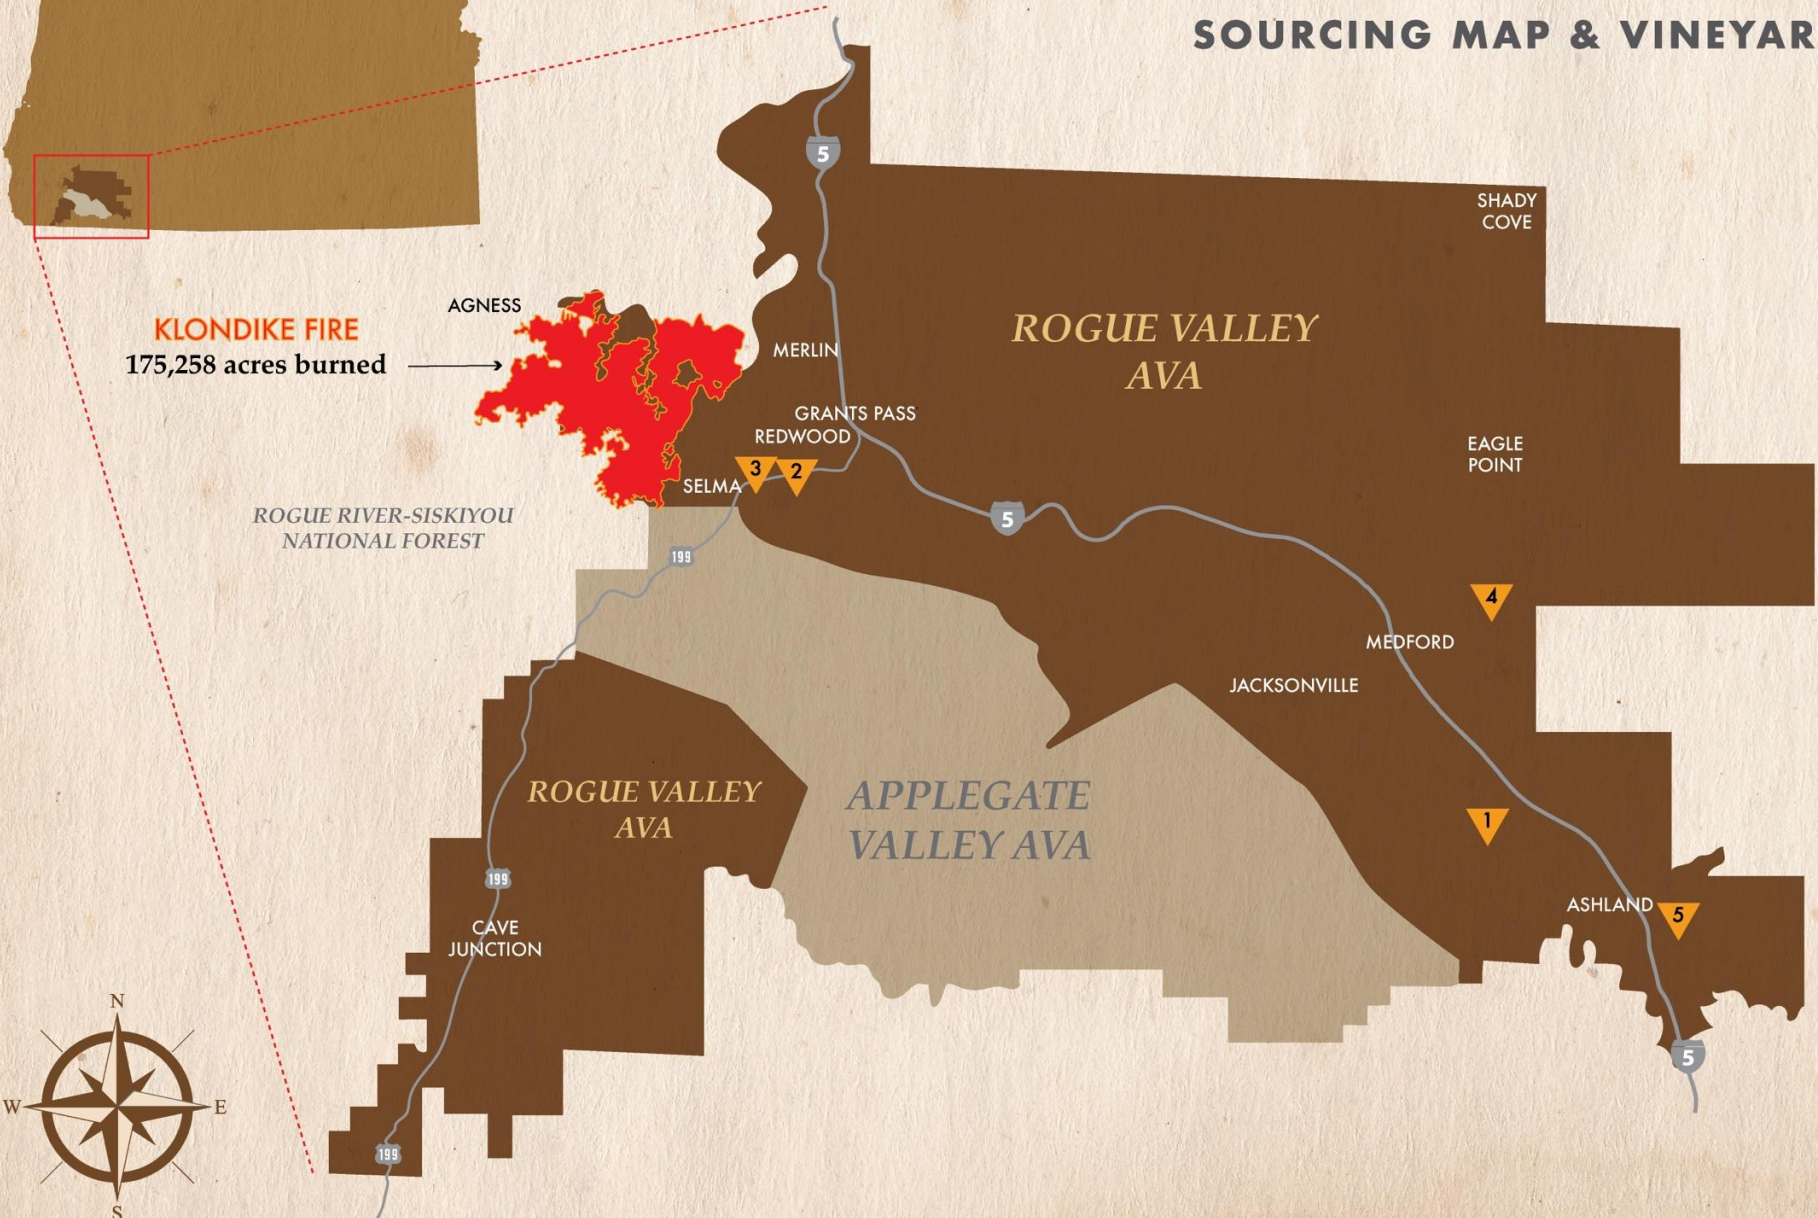 SOURCING MAP & VINEYAR
5
SHADY
COVE
AGNESS
KLONDIKE FIRE
175,258 acres burned
ROGUE VALLEY
AVA
MERLIN
GRANTS PASS
REDWOOD
EAGLE
POINT
3
2
SELMA
5
ROGUE RIVER-SISKIYOU
NATIONAL FOREST
199
4
MEDFORD
JACKSONVILLE
ROGUE VALLEY
AVA
APPLEGATE
VALLEY AVA
1
199
ASHLAND
5
CAVE
JUNCTION
N
5
W
E
199
S